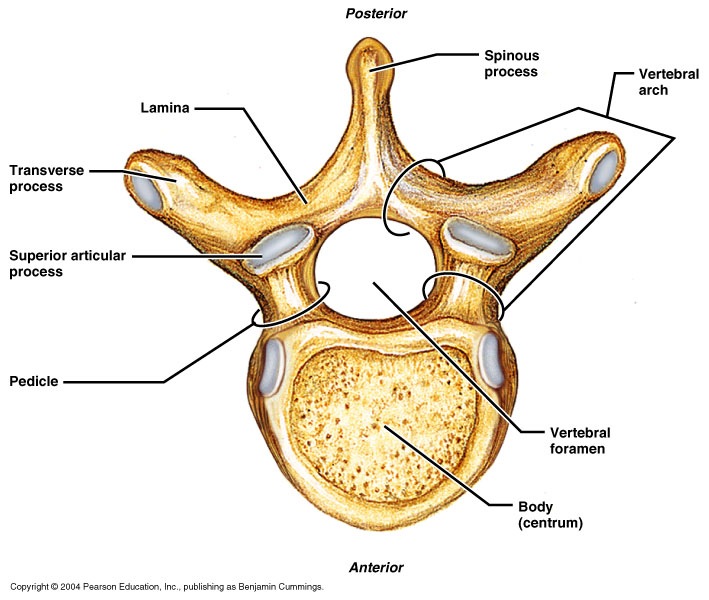 Posterior
Spinous
process
Vertebral
arch
Lamina
Transverse
process
Superior articular
process
Pedicle
Vertebral
foramen
Body
(centrum)
Anterior
Copyright © 2004 Pearson Education, Inc., publishing as Benjamin Cummings.